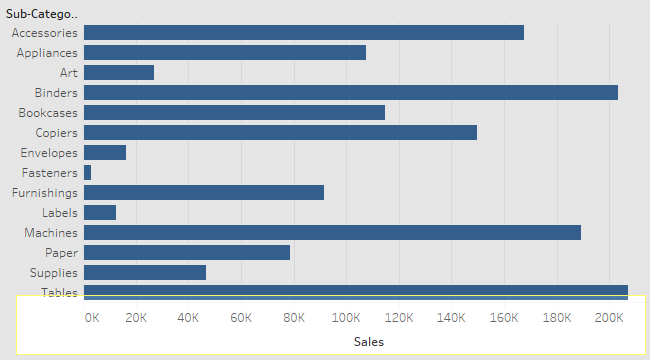 Sub-Catego..
Accessories
Appliances
Art
Binders
Bookcases
Copiers
Envelopes
Fasteners
Furnishings
Labels
Machines
Paper
Supplies
Tables
0K 20K 40K 60K 80K 100K 120K 140K 160K 180K 200K
Sales